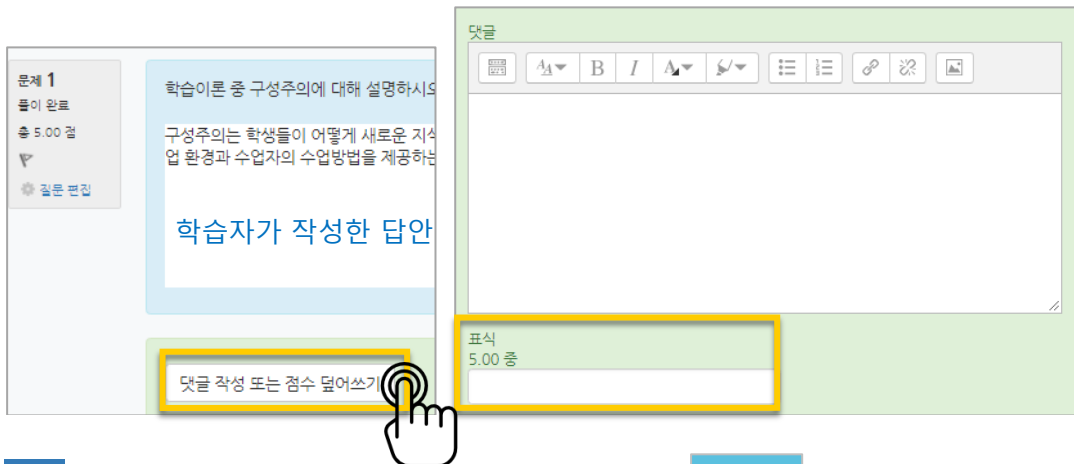 문제 1
풀이 완료
총 5.00 점
질문 편집
학습이론 중 구성주의에 대해 설명하시오
구성주의는 학생들이 어떻게 새로운 지식
업 환경과 수업자의 수업방법을 제공하는
학습자가 작성한 답안
댓글 작성 또는 점수 덮어쓰기
댓글
표식
5.00 중